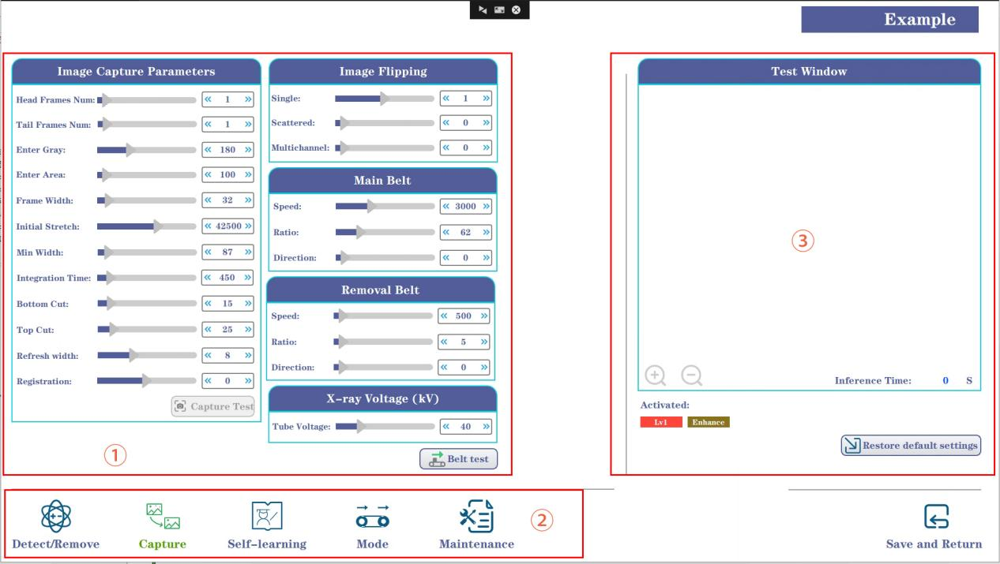 Example
Image Capture Parameters
Head Frames Num: « 1 »
Tail Frames Num: « 1 »
Enter Gray: « 180 »
Enter Area: « 100 »
Frame Width: « 32 »
Initial Stretch: « 42500 »
Min Width: « 87 »
Integration Time: « 450 »
Bottom Cut: « 15 »
Top Cut: « 25 »
Refresh width: « 8 »
Registration: « 0 »
Capture Test
①
Image Flipping
Single: « 1 »
Scattered: « 0 »
Multichannel: « 0 »
Main Belt
Speed: « 3000 »
Ratio: « 62 »
Direction: « 0 »
Removal Belt
Speed: « 500 »
Ratio: « 5 »
Direction: « 0 »
X-ray Voltage (kV)
Tube Voltage: « 40 »
Belt test
Test Window
③
Inference Time: 0 S
Activated:
Lv1 Enhance
Restore default settings
Detect/Remove
Capture
Self-learning
Mode
Maintenance
②
Save and Return